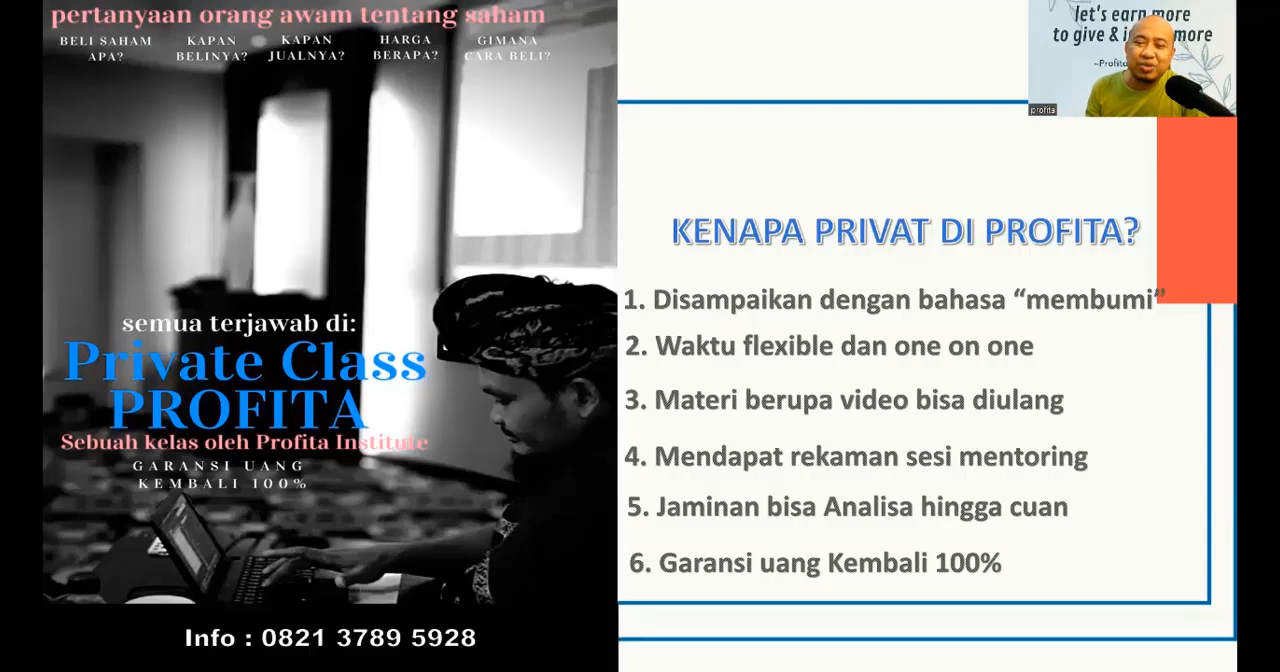 pertanyaan orang awam tentang saham
BELI SAHAM APA?
KAPAN BELINYA?
KAPAN JUALNYA?
HARGA BERAPA?
GIMANA CARA BELI?
semua terjawab di:
Private Class
PROFITA
Sebuah kelas oleh Profita Institute
GARANSI UANG
KEMBALI 100%
Info : 0821 3789 5928
let's earn more
to give &
more
profita
KENAPA PRIVAT DI PROFITA?
1. Disampaikan dengan bahasa “membumi”
2. Waktu flexible dan one on one
3. Materi berupa video bisa diulang
4. Mendapat rekaman sesi mentoring
5. Jaminan bisa Analisa hingga cuan
6. Garansi uang Kembali 100%